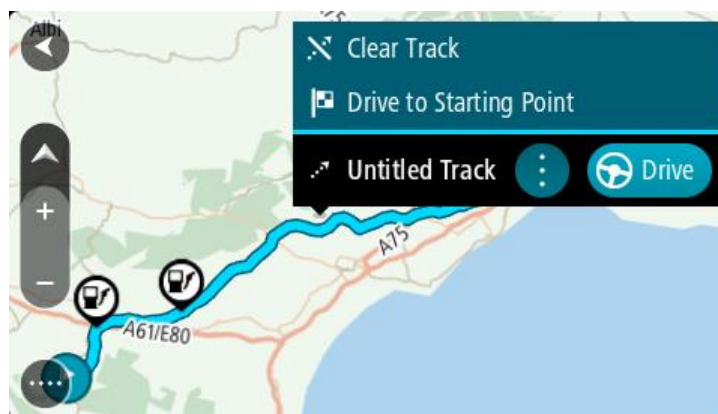 Albi
Clear Track
Drive to Starting Point
Untitled Track
Drive
A75
A61/E80